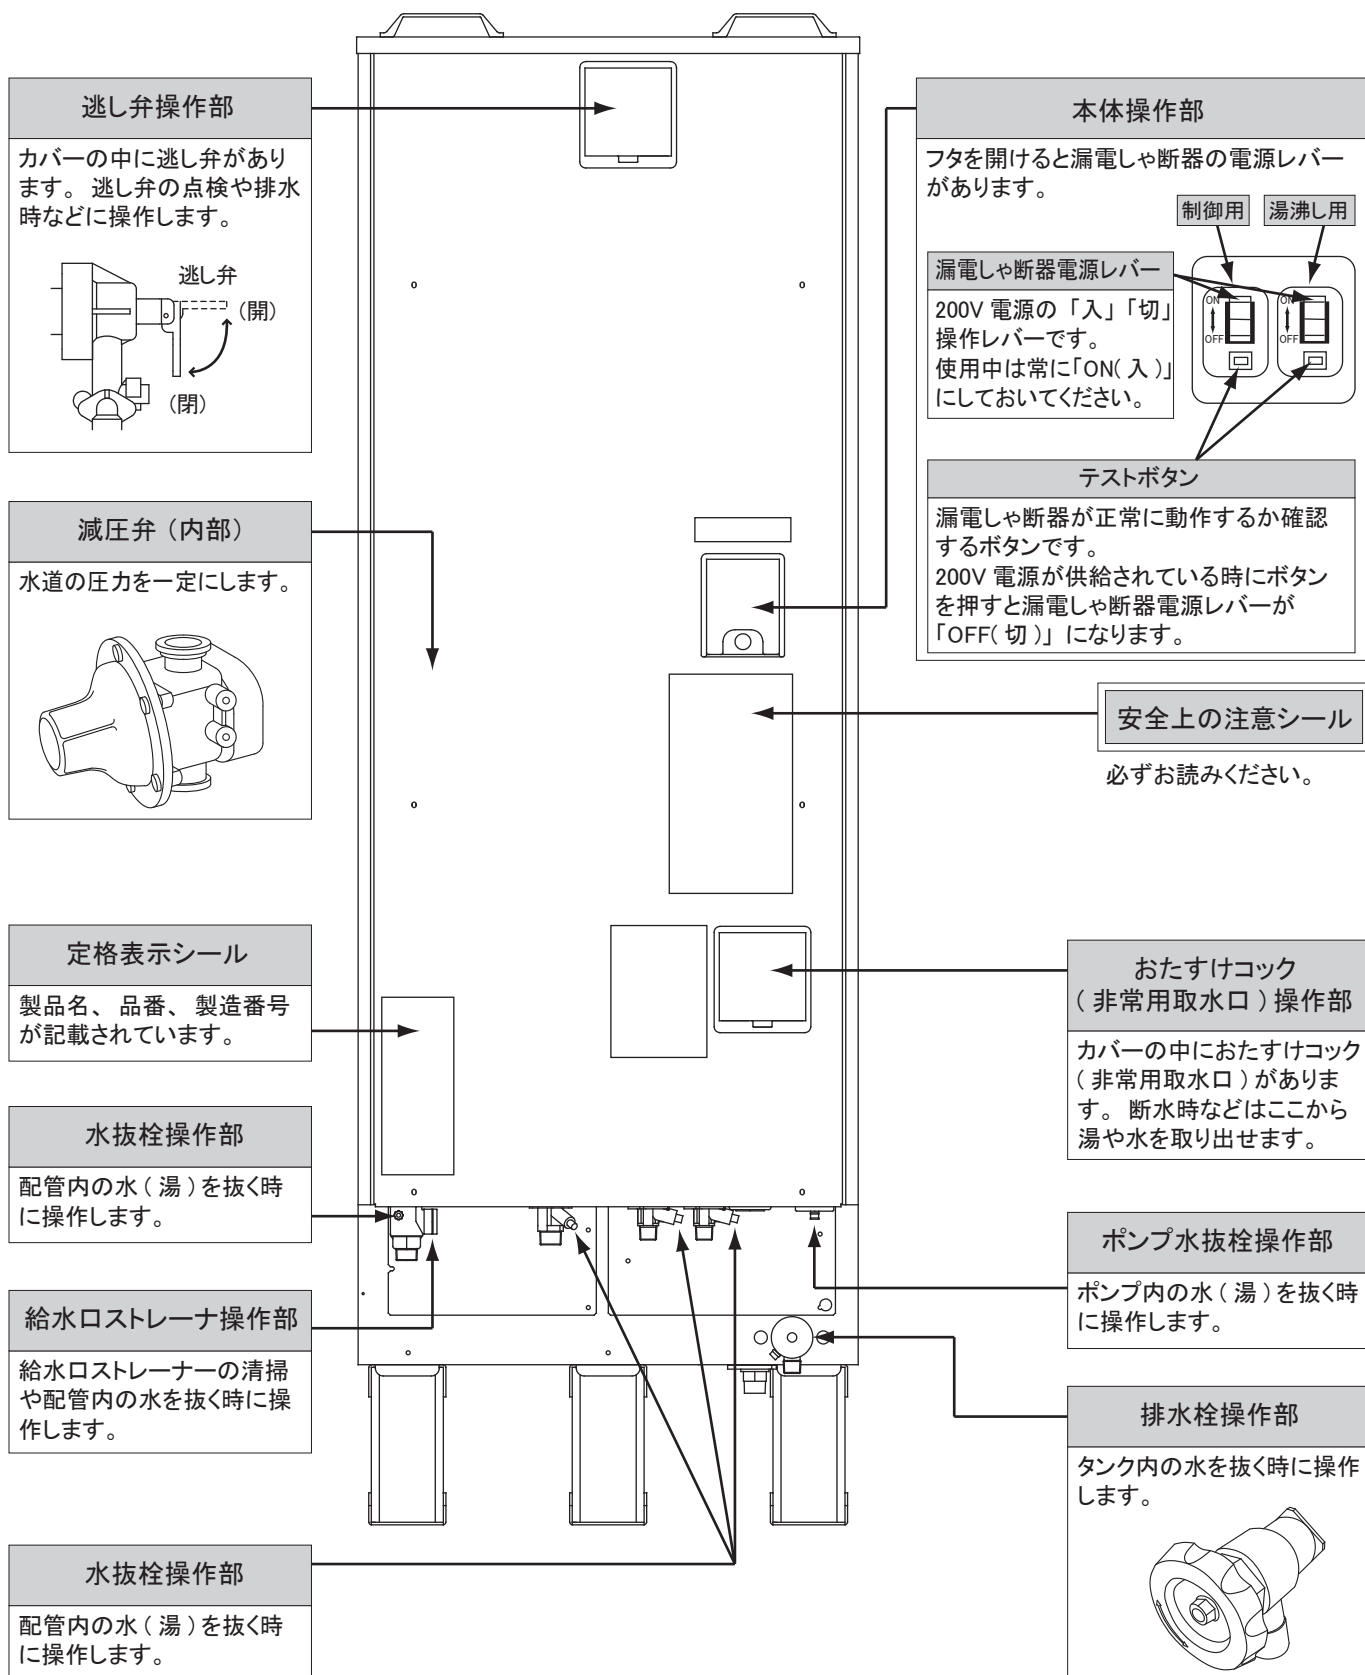 逃し弁操作部
カバーの中に逃し弁があり
ます。 逃し弁の点検や排水
時などに操作します。
逃し弁
(開)
(閉)
減圧弁（内部）
水道の圧力を一定にします。
定格表示シール
製品名、 品番、 製造番号
が記載されています。
水抜栓操作部
配管内の水（湯）を抜く時
に操作します。
給水口ストレーナ操作部
給水口ストレーナーの清掃
や配管内の水を抜く時に操
作します。
水抜栓操作部
配管内の水（湯）を抜く時
に操作します。
本体操作部
フタを開けると漏電しゃ断器の電源レバー
があります。
制御用 湯沸し用
漏電しゃ断器電源レバー
200V 電源の 「入」「切」
操作レバーです。
使用中は常に「ON(入)」
にしておいてください。
ON
OFF
ON
OFF
テストボタン
漏電しゃ断器が正常に動作するか確認
するボタンです。
200V 電源が供給されている時にボタン
を押すと漏電しゃ断器電源レバーが
「OFF(切)」 になります。
安全上の注意シール
必ずお読みください。
おたすけコック
（非常用取水口）操作部
カバーの中におたすけコック
（非常用取水口）がありま
す。 断水時などはここから
湯や水を取り出せます。
ポンプ水抜栓操作部
ポンプ内の水（湯）を抜く時
に操作します。
排水栓操作部
タンク内の水を抜く時に操作
します。